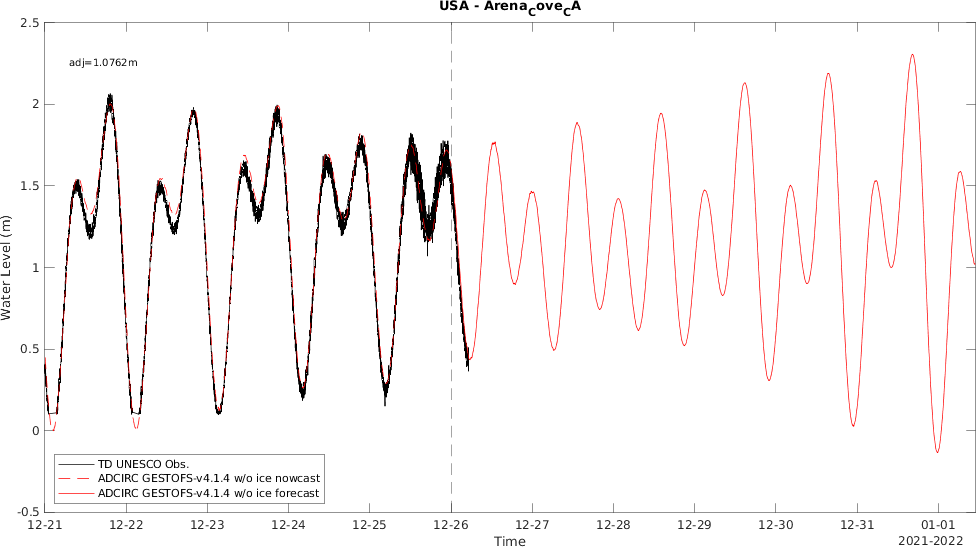 USA - ArenaCoveCA
adj=1.0762m
2.5
2
1.5
1
0.5
0
-0.5
Water Level (m)
TD UNESCO Obs.
ADCIRC GESTOFS-v4.1.4 w/o ice nowcast
ADCIRC GESTOFS-v4.1.4 w/o ice forecast
12-21 12-22 12-23 12-24 12-25 12-26 12-27 12-28 12-29 12-30 12-31 01-01
Time
2021-2022